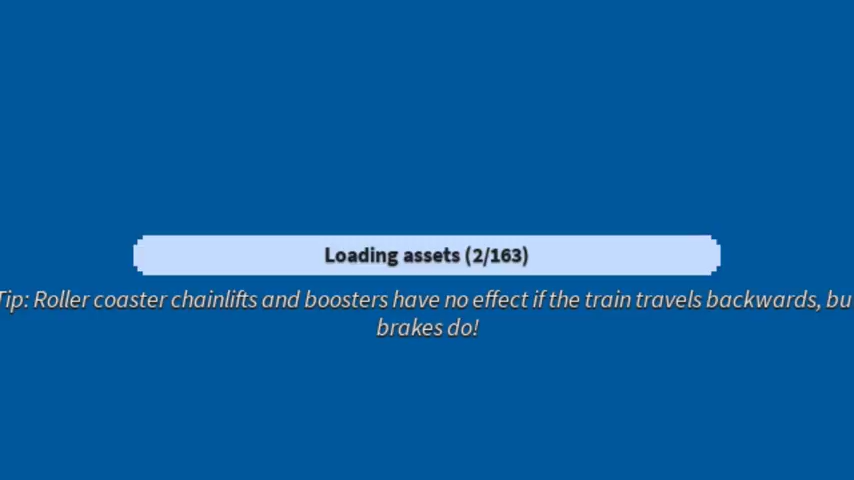 Loading assets (2/163)
Tip: Roller coaster chainlifts and boosters have no effect if the train travels backwards, bu
brakes do!